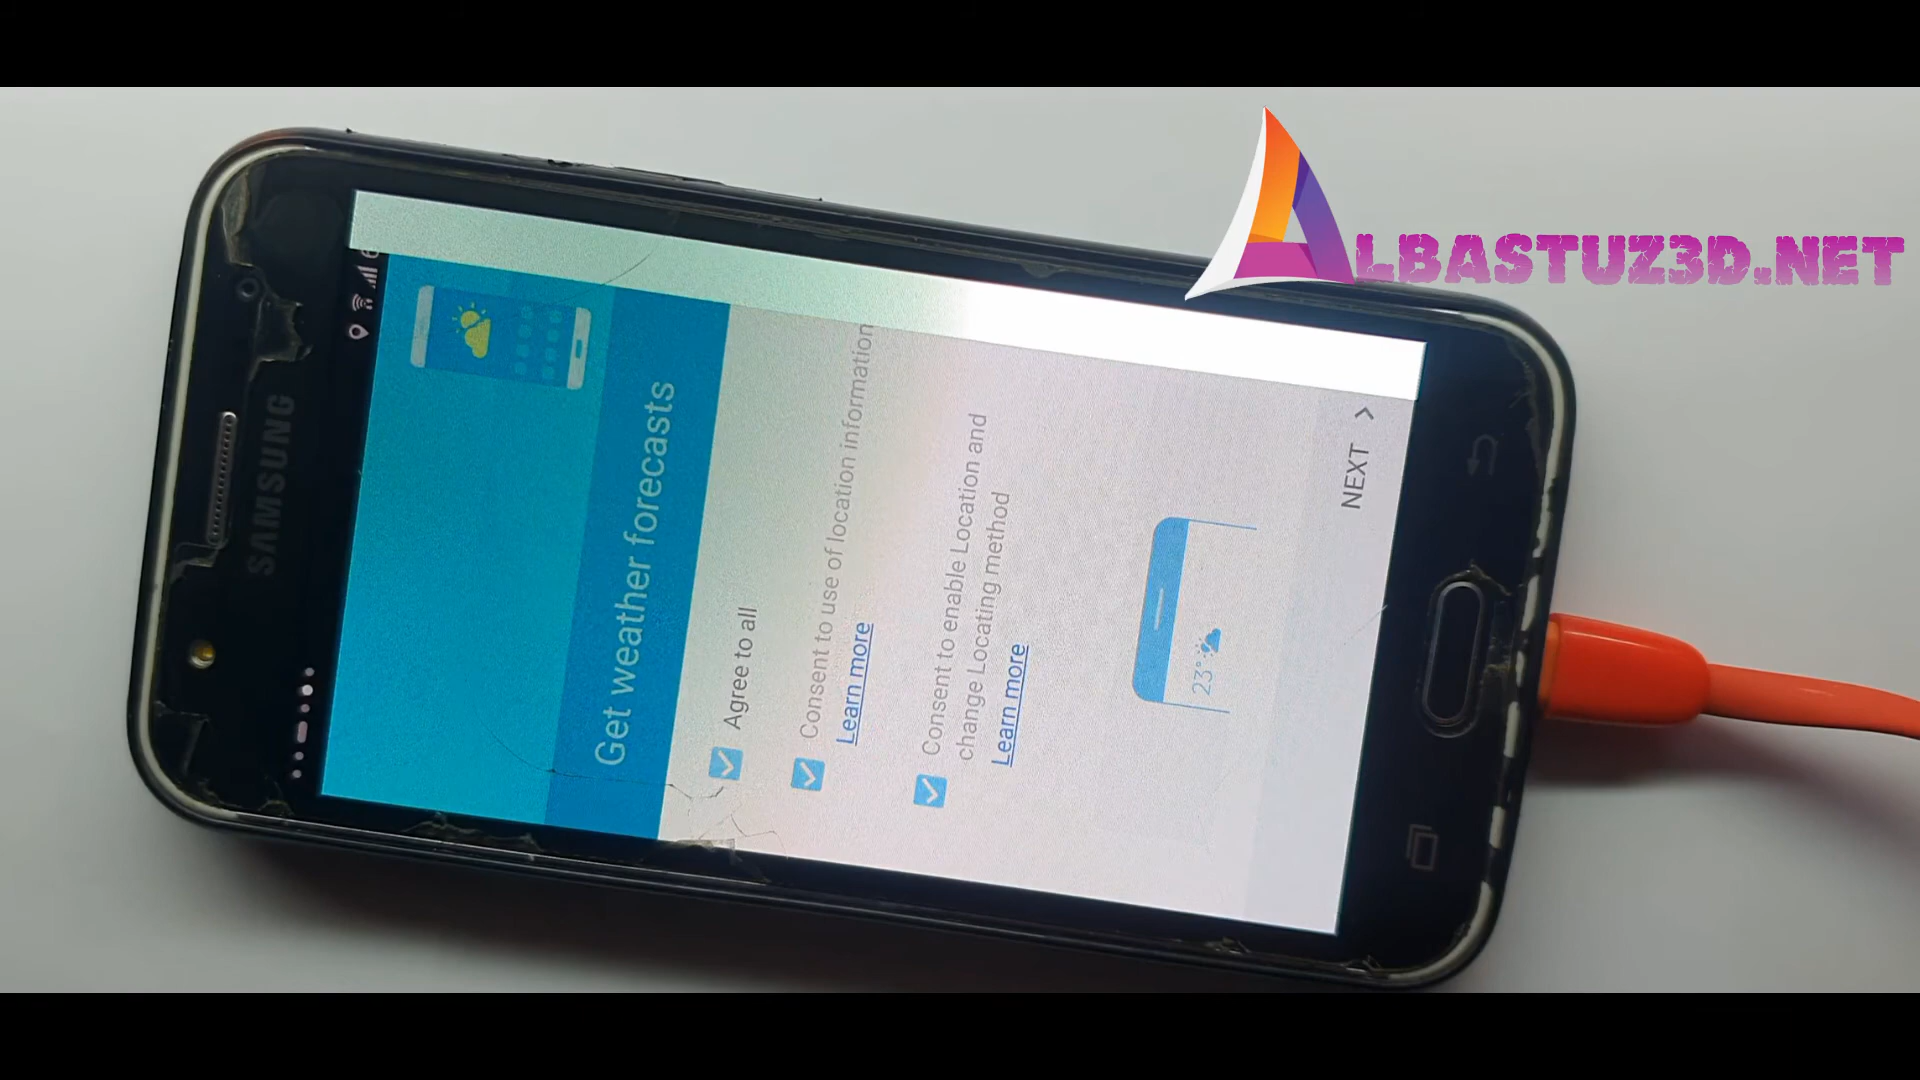 ALBASTUZ3D.NET
SAMSUNG
Get weather forecasts
Agree to all
Consent to use of location information
Learn more
Consent to enable Location and
change Locating method
Learn more
23°
NEXT >